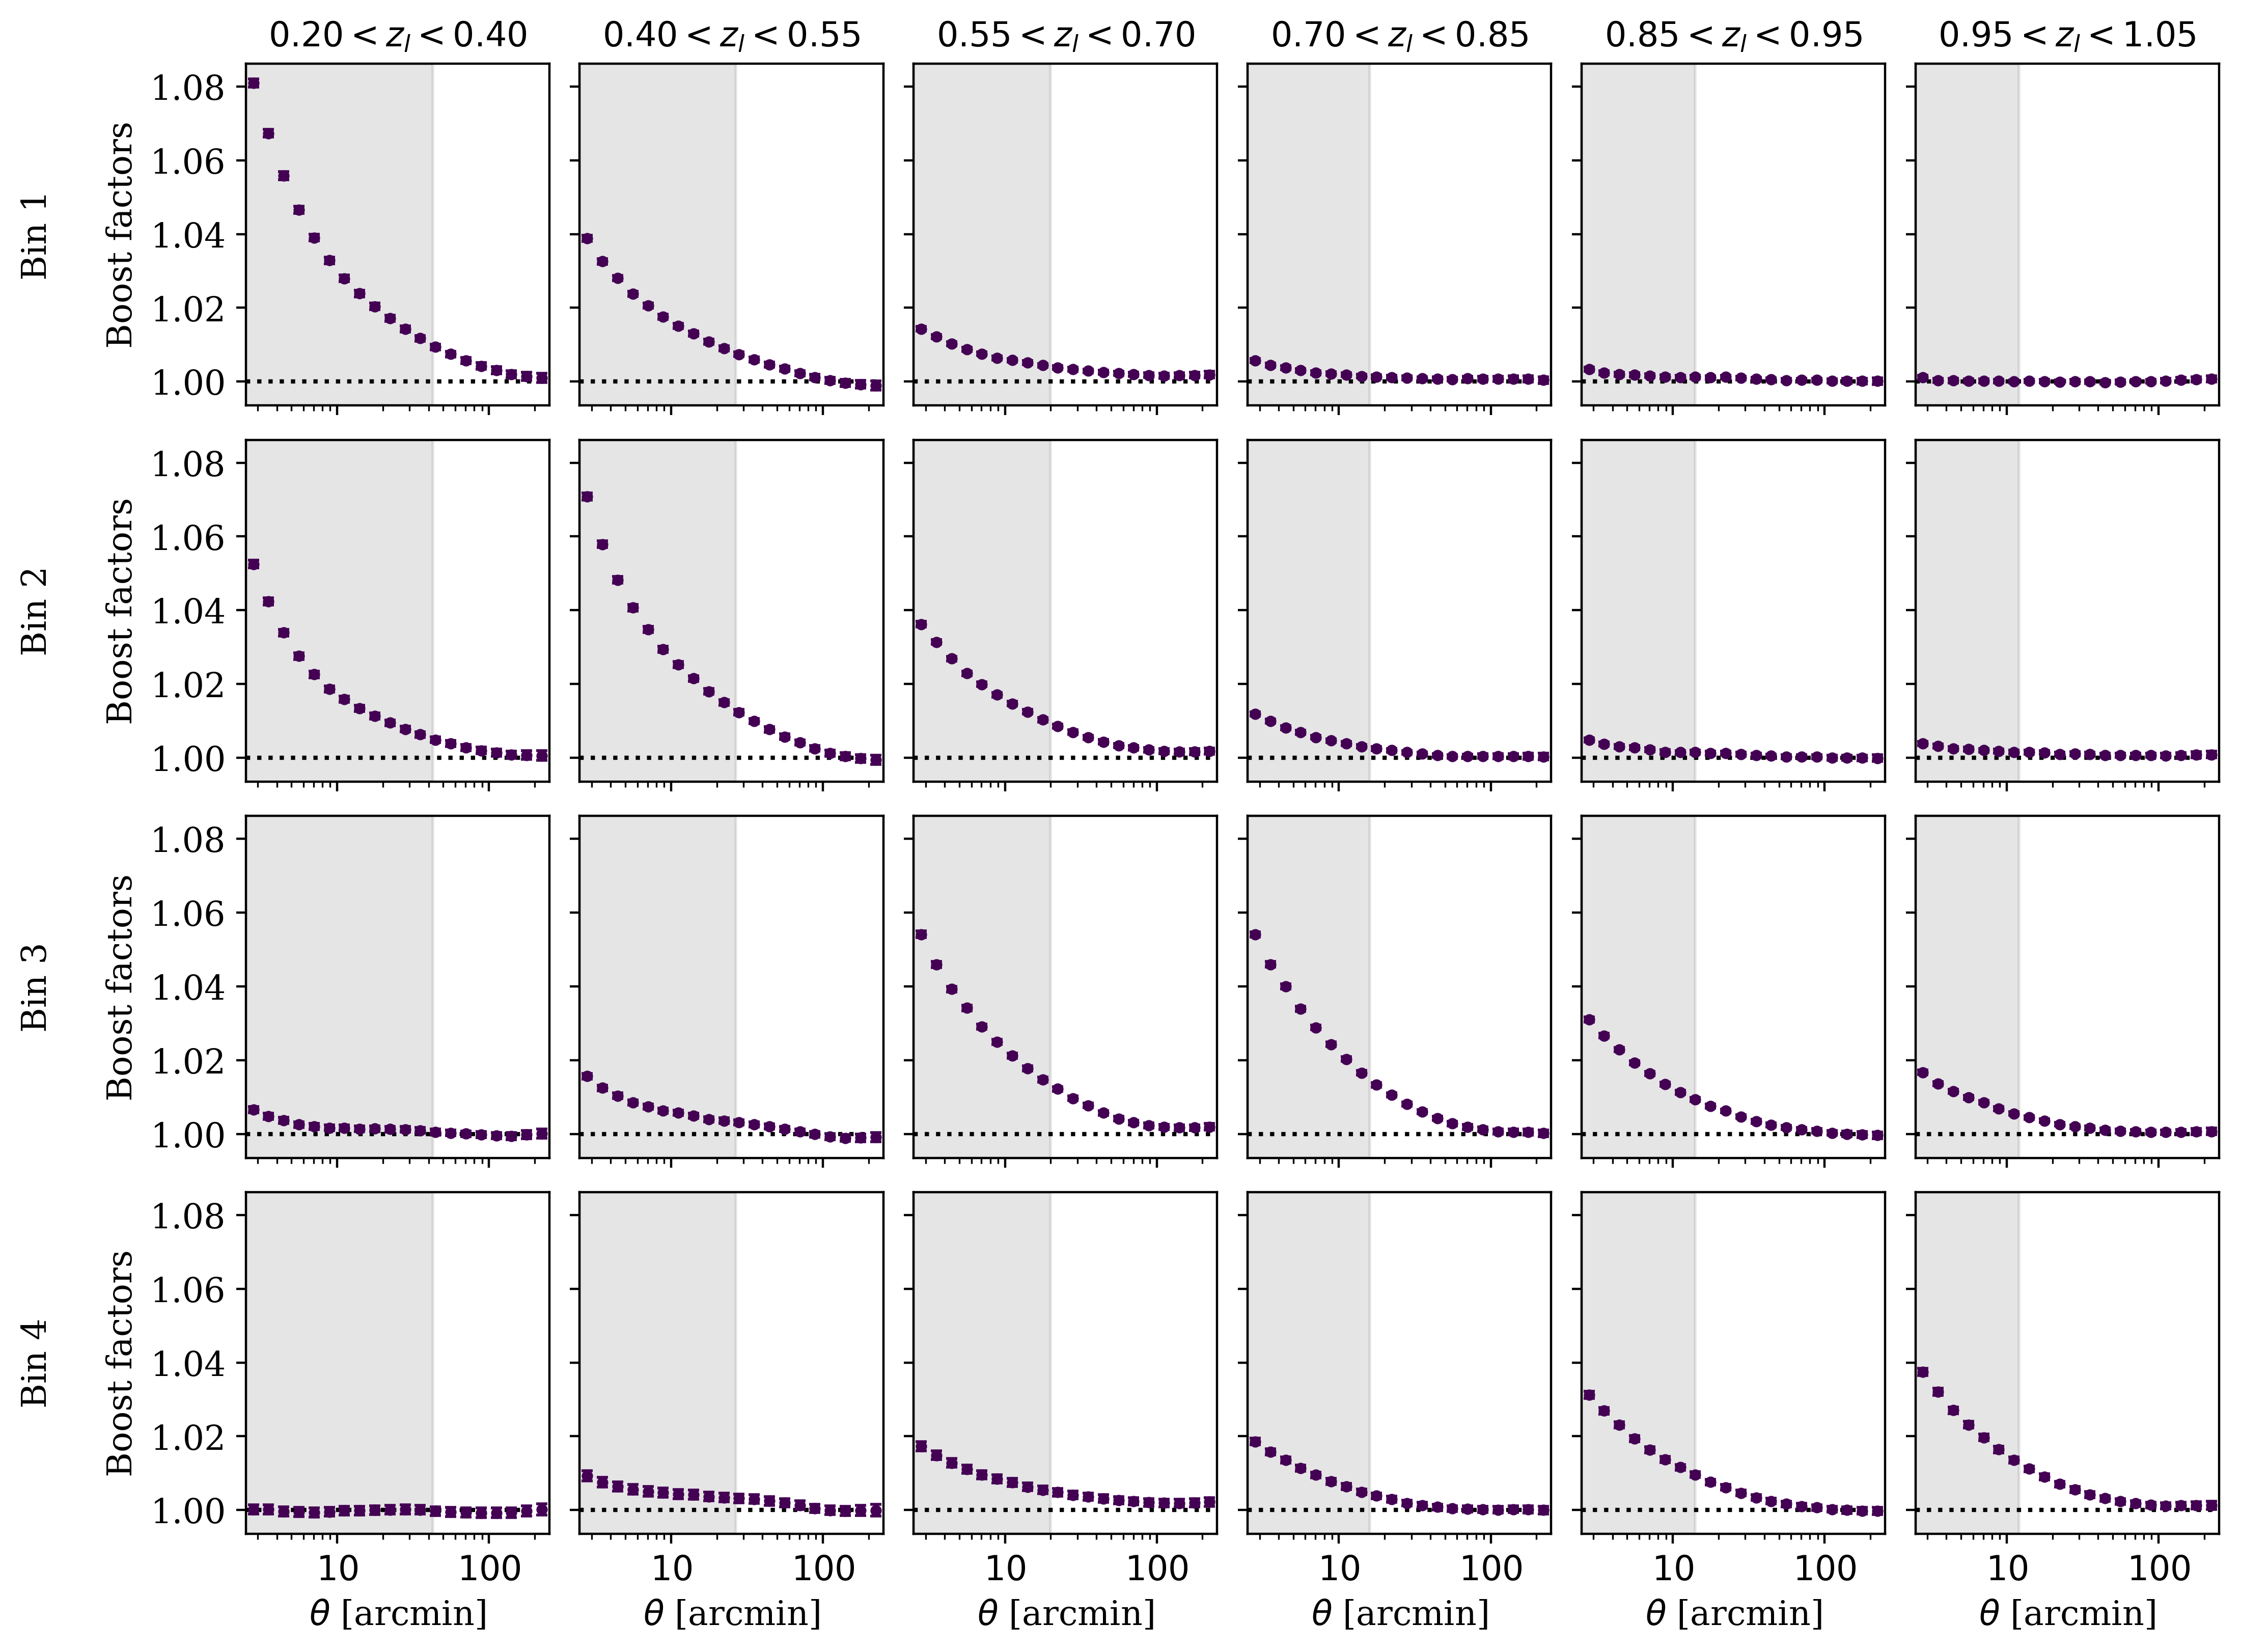 0.20 < z_l < 0.40 0.40 < z_l < 0.55 0.55 < z_l < 0.70 0.70 < z_l < 0.85 0.85 < z_l < 0.95 0.95 < z_l < 1.05
Bin 1
Boost factors
1.08
1.06
1.04
1.02
1.00
Bin 2
Boost factors
1.08
1.06
1.04
1.02
1.00
Bin 3
Boost factors
1.08
1.06
1.04
1.02
1.00
Bin 4
Boost factors
1.08
1.06
1.04
1.02
1.00
10 100 10 100 10 100 10 100 10 100 10 100
θ [arcmin] θ [arcmin] θ [arcmin] θ [arcmin] θ [arcmin] θ [arcmin]